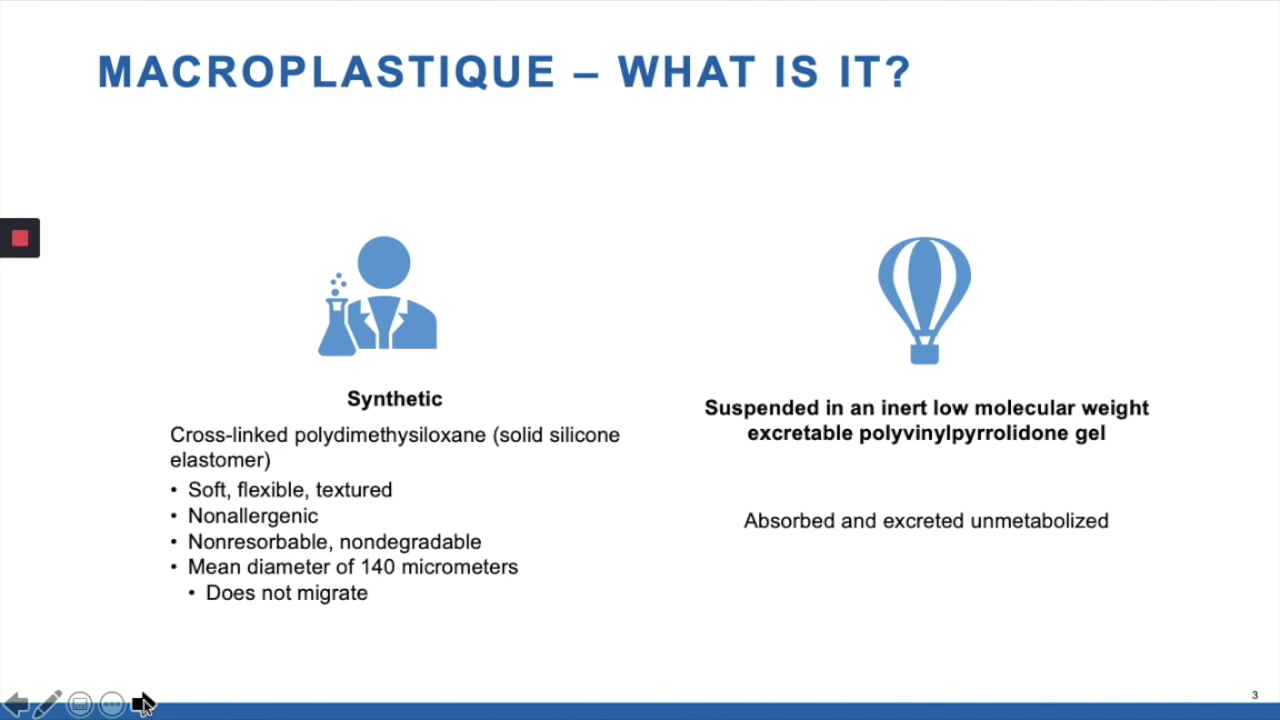 MACROPLASTIQUE – WHAT IS IT?
Synthetic
Cross-linked polydimethysiloxane (solid silicone
elastomer)
• Soft, flexible, textured
• Nonallergenic
• Nonresorbable, nondegradable
• Mean diameter of 140 micrometers
• Does not migrate
Suspended in an inert low molecular weight
excretable polyvinylpyrrolidone gel
Absorbed and excreted unmetabolized
3